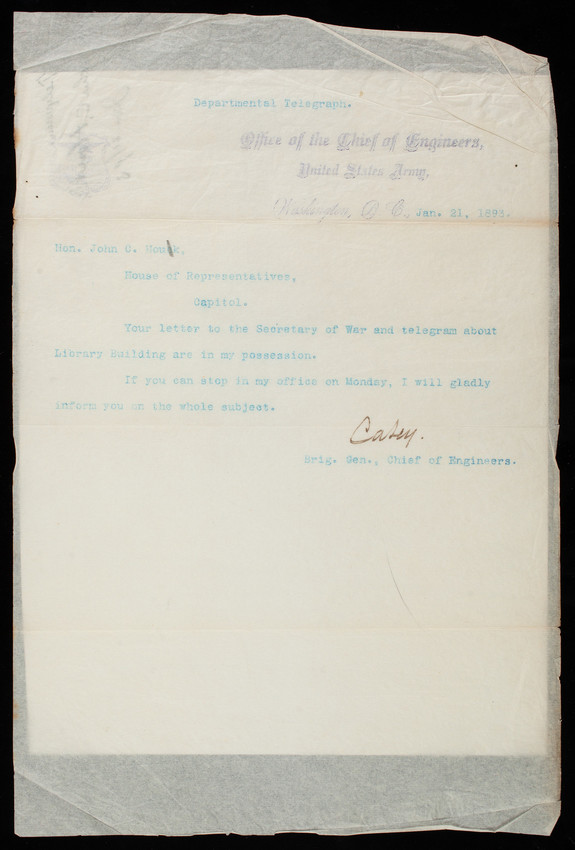 Departmental Telegraph.
Office of the Chief of Engineers,
United States Army,
Washington, D. C., Jan. 21, 1893.
Hon. John C. Houk,
House of Representatives,
Capitol.
Your letter to the Secretary of War and telegram about
Library Building are in my possession.
If you can stop in my office on Monday, I will gladly
inform you on the whole subject.
Casey.
Brig. Gen., Chief of Engineers.